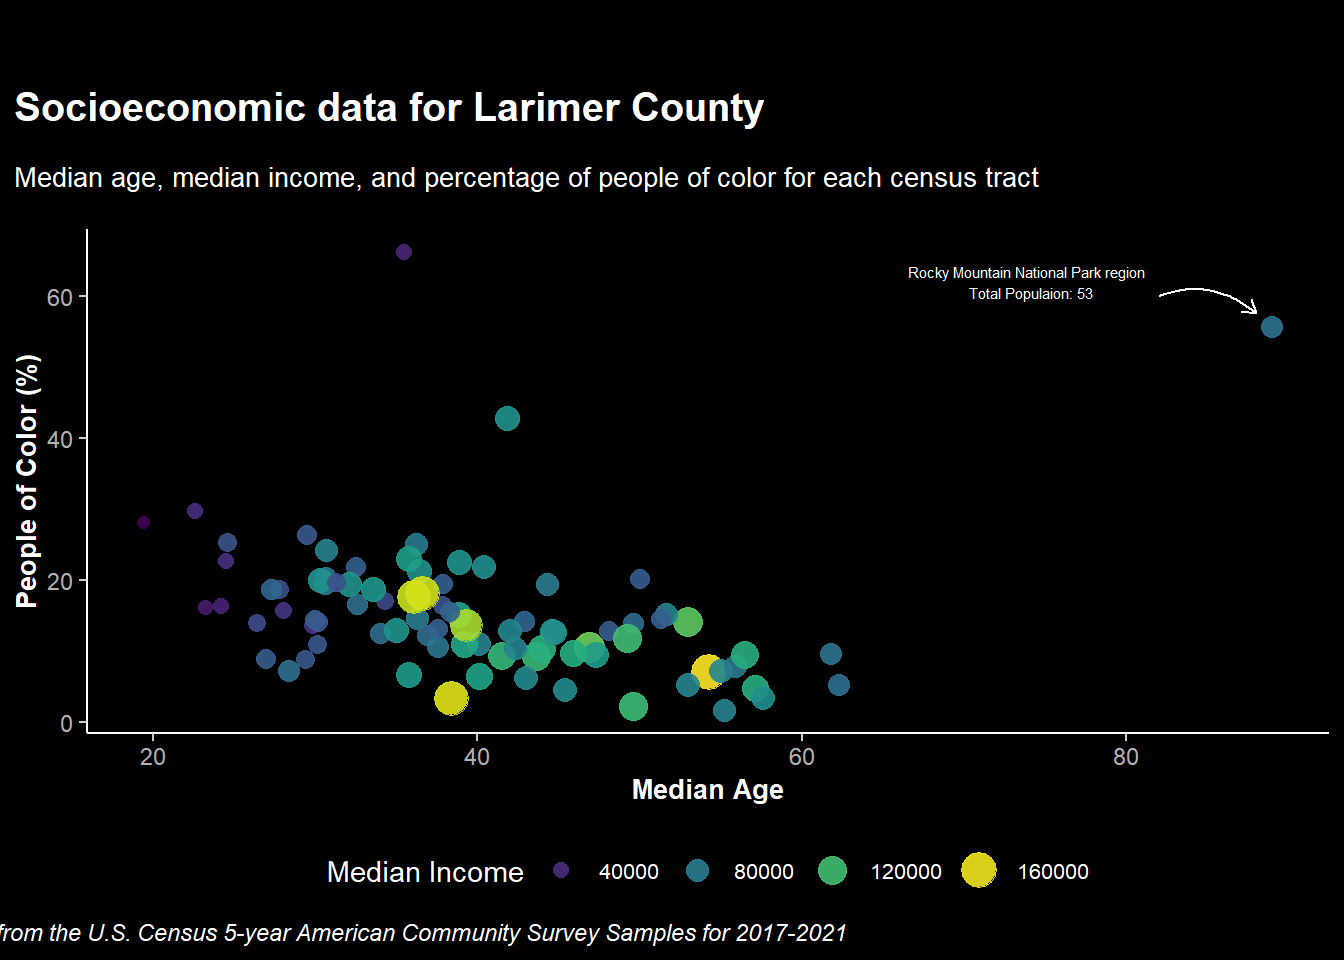 Socioeconomic data for Larimer County
Median age, median income, and percentage of people of color for each census tract
Rocky Mountain National Park region
Total Populaion: 53
People of Color (%)
60
40
20
0
20 40 60 80
Median Age
Median Income 40000 80000 120000 160000
from the U.S. Census 5-year American Community Survey Samples for 2017-2021